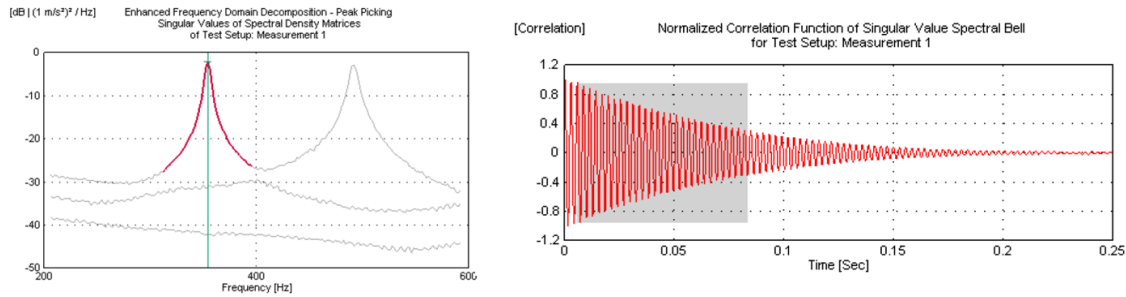 [dB | (1 m/s²)² / Hz]
Enhanced Frequency Domain Decomposition - Peak Picking
Singular Values of Spectral Density Matrices
of Test Setup: Measurement 1
0
-10
-20
-30
-40
-50
200
400
600
Frequency [Hz]
[Correlation]
Normalized Correlation Function of Singular Value Spectral Bell
for Test Setup: Measurement 1
1.2
0.8
0.4
0
-0.4
-0.8
-1.2
0
0.05
0.1
0.15
0.2
0.25
Time [Sec]